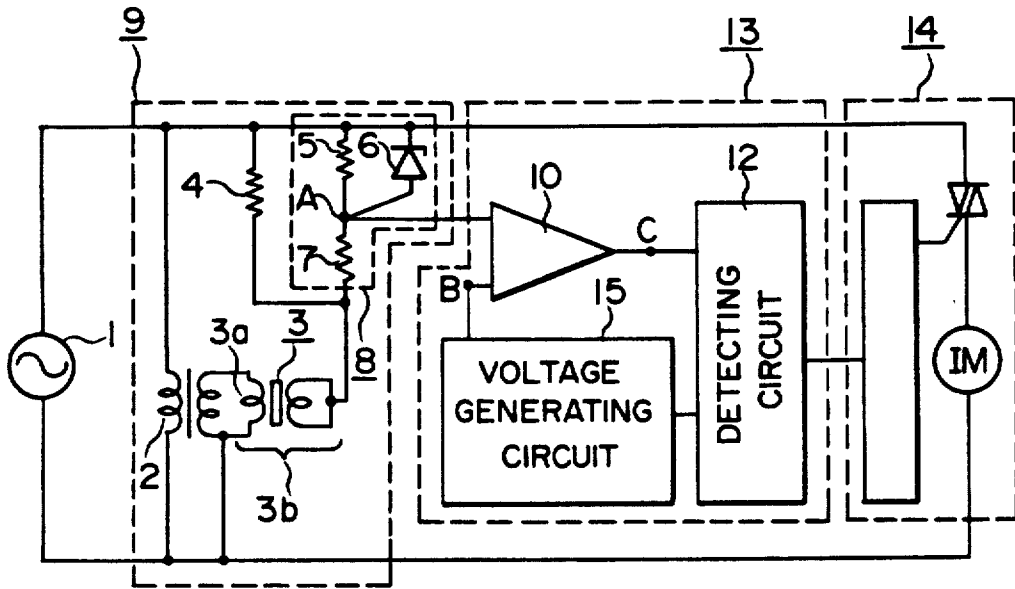 9
13
14
5
6
4
A
7
10
12
C
B
15
1
3a
3
18
VOLTAGE
GENERATING
CIRCUIT
DETECTING
CIRCUIT
IM
2
3b